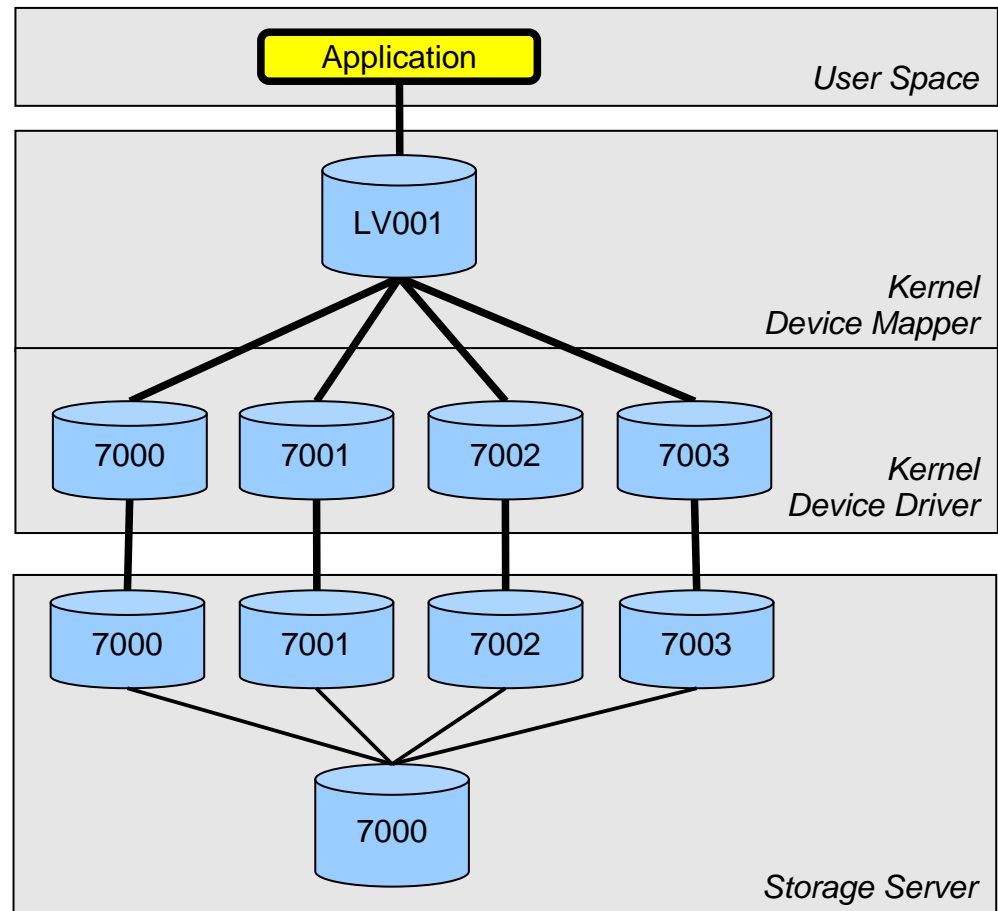 Application
User Space
LV001
Kernel
Device Mapper
7000
7001
7002
7003
Kernel
Device Driver
7000
7001
7002
7003
7000
Storage Server